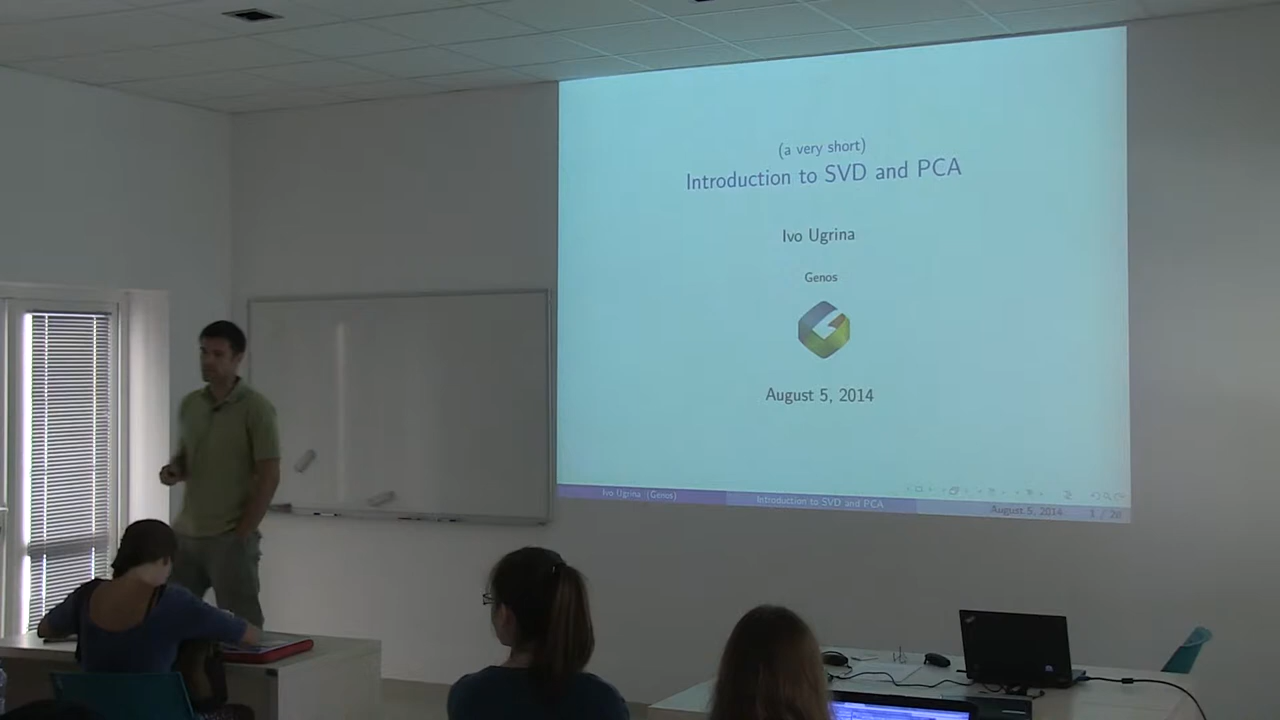 (a very short)
Introduction to SVD and PCA
Ivo Ugrina
Genos
August 5, 2014
Ivo Ugrina (Genos)
Introduction to SVD and PCA
August 5, 2014